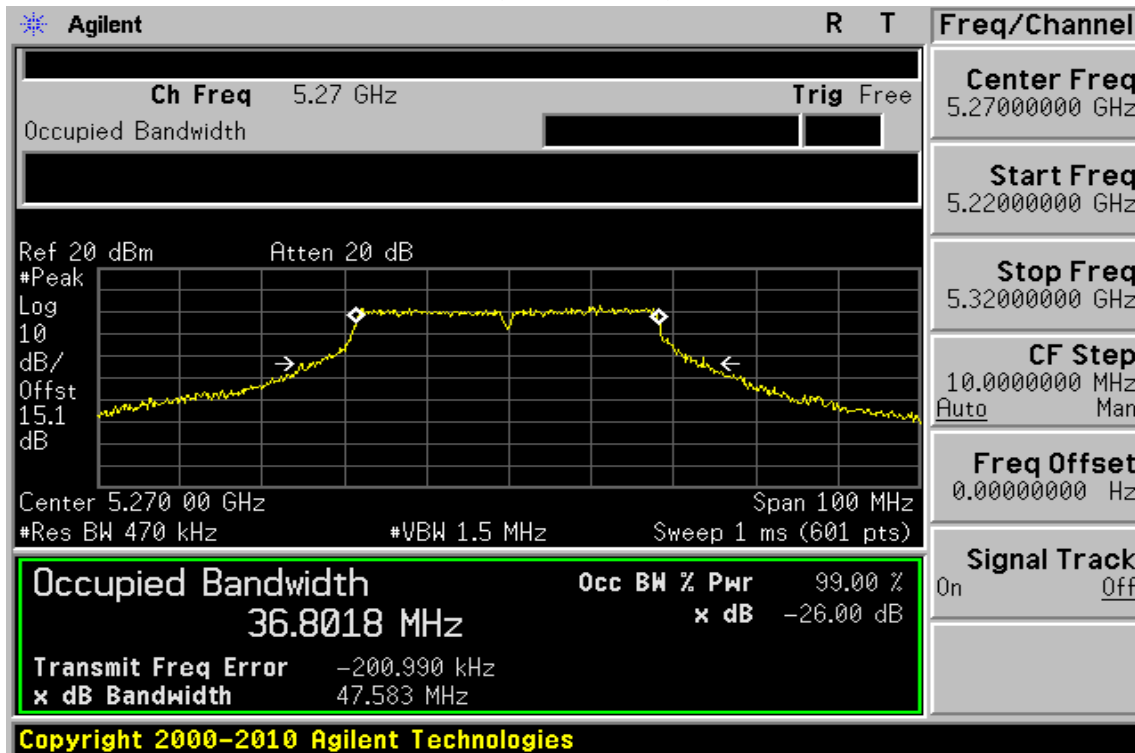 Agilent R T Freq/Channel
Ch Freq 5.27 GHz Trig Free
Occupied Bandwidth
Center Freq
5.27000000 GHz
Start Freq
5.22000000 GHz
Stop Freq
5.32000000 GHz
CF Step
10.0000000 MHz
Auto Man
Freq Offset
0.00000000 Hz
Signal Track
On Off
Ref 20 dBm Atten 20 dB
#Peak
Log
10
dB/
Offst
15.1
dB
Center 5.270 00 GHz Span 100 MHz
#Res BW 470 kHz #VBW 1.5 MHz Sweep 1 ms (601 pts)
Occupied Bandwidth Occ BW % Pwr 99.00 %
36.8018 MHz x dB -26.00 dB
Transmit Freq Error -200.990 kHz
x dB Bandwidth 47.583 MHz
Copyright 2000-2010 Agilent Technologies